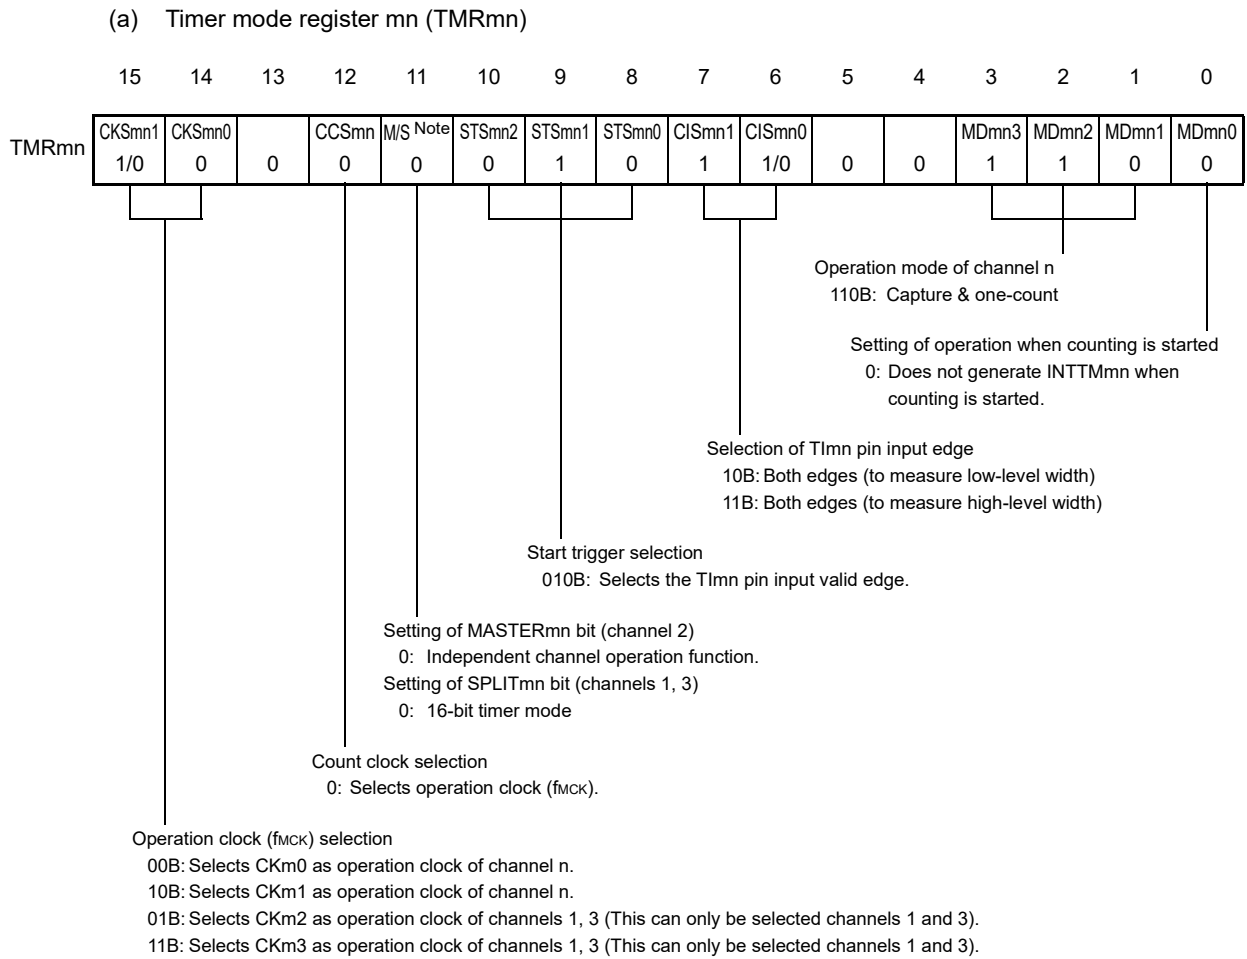 (a) Timer mode register mn (TMRmn)
15 14 13 12 11 10 9 8 7 6 5 4 3 2 1 0
TMRmn
CKSmn1 CKSmn0 CCSmn M/S Note STSmn2 STSmn1 STSmn0 CISmn1 CISmn0 MDmn3 MDmn2 MDmn1 MDmn0
1/0 0 0 0 0 0 1 0 1 1/0 0 0 1 1 0 0
Operation mode of channel n
110B: Capture & one-count
Setting of operation when counting is started
0: Does not generate INTTMmn when
counting is started.
Selection of TImn pin input edge
10B: Both edges (to measure low-level width)
11B: Both edges (to measure high-level width)
Start trigger selection
010B: Selects the TImn pin input valid edge.
Setting of MASTERmn bit (channel 2)
0: Independent channel operation function.
Setting of SPLITmn bit (channels 1, 3)
0: 16-bit timer mode
Count clock selection
0: Selects operation clock (fMCK).
Operation clock (fMCK) selection
00B: Selects CKm0 as operation clock of channel n.
10B: Selects CKm1 as operation clock of channel n.
01B: Selects CKm2 as operation clock of channels 1, 3 (This can only be selected channels 1 and 3).
11B: Selects CKm3 as operation clock of channels 1, 3 (This can only be selected channels 1 and 3).